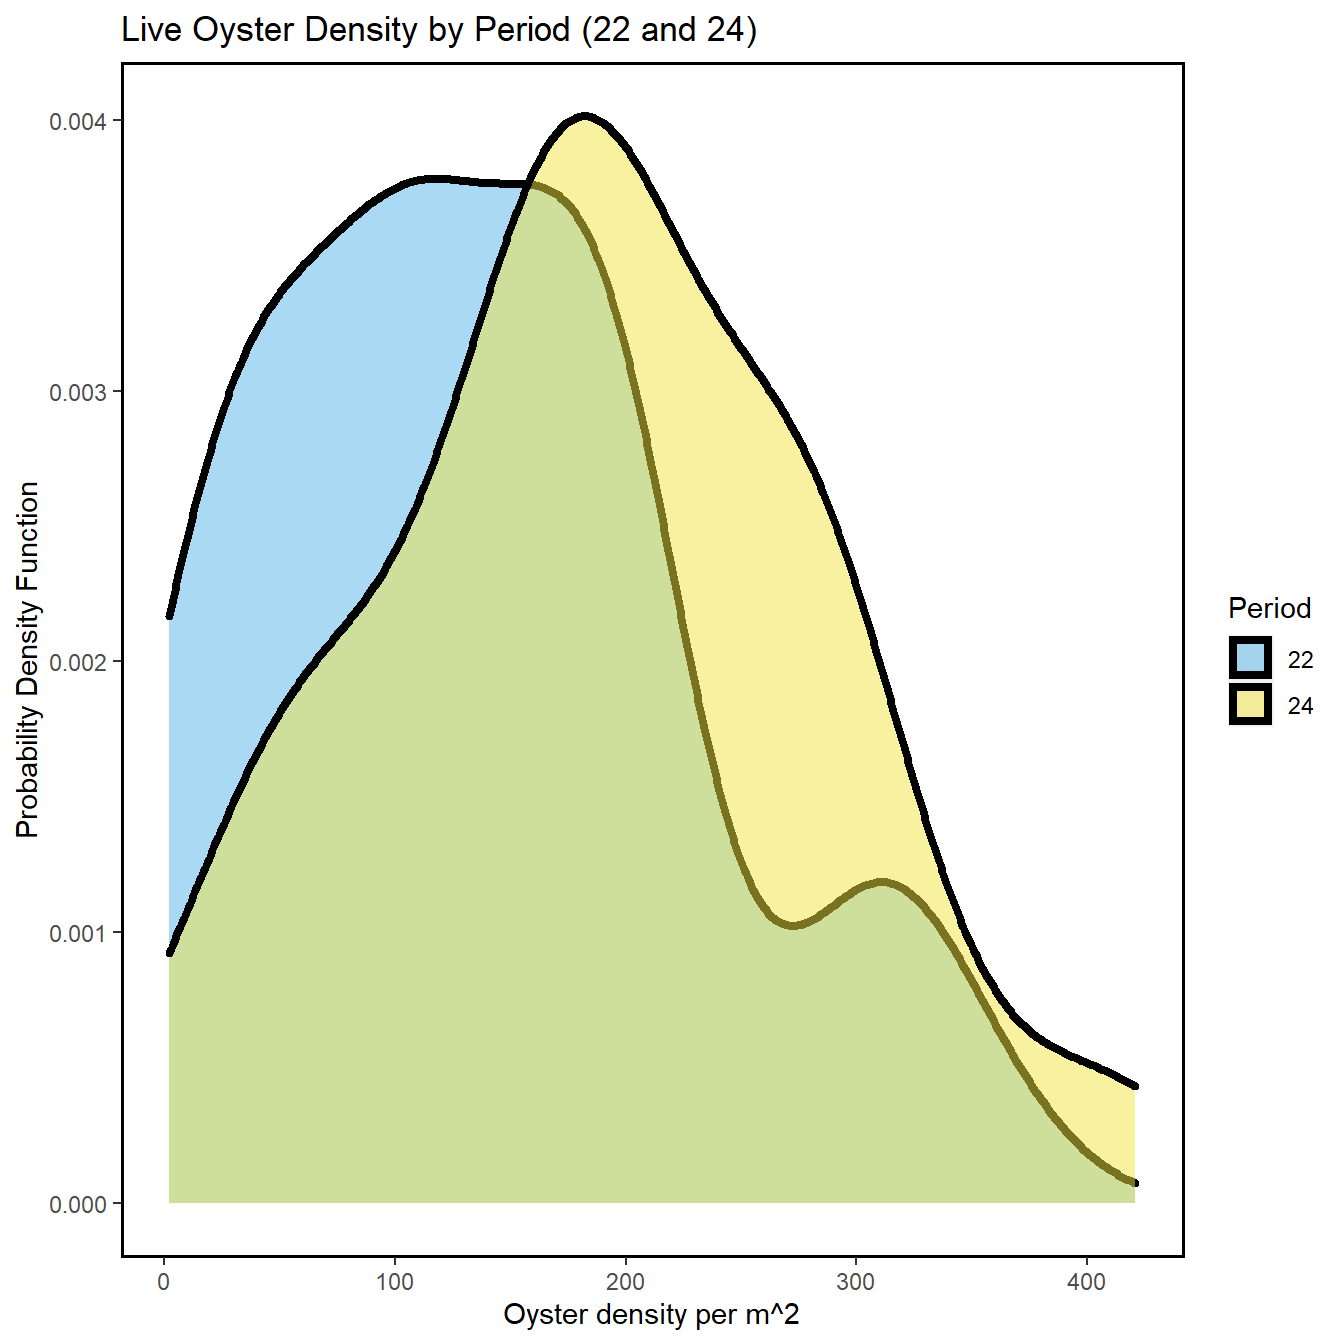 Live Oyster Density by Period (22 and 24)
0.004
0.003
0.002
0.001
0.000
Probability Density Function
0 100 200 300 400
Oyster density per m^2
Period
22
24